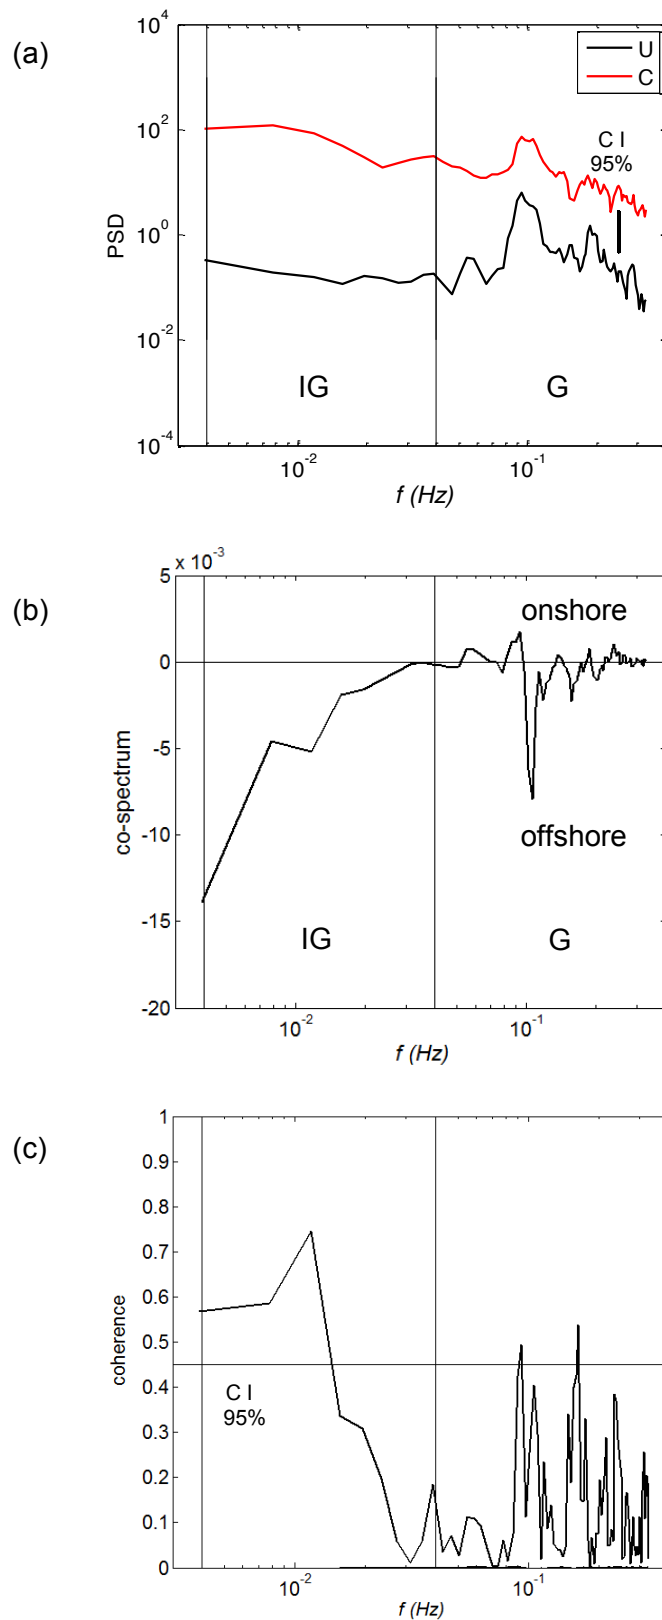 (a)
10^4
10^2
10^0
10^-2
10^-4
PSD
U
C
C I
95%
IG
G
10^-2
10^-1
f (Hz)
(b)
x 10^-3
5
0
-5
-10
-15
-20
co-spectrum
onshore
offshore
IG
G
10^-2
10^-1
f (Hz)
(c)
1
0.9
0.8
0.7
0.6
0.5
0.4
0.3
0.2
0.1
0
coherence
C I
95%
10^-2
10^-1
f (Hz)